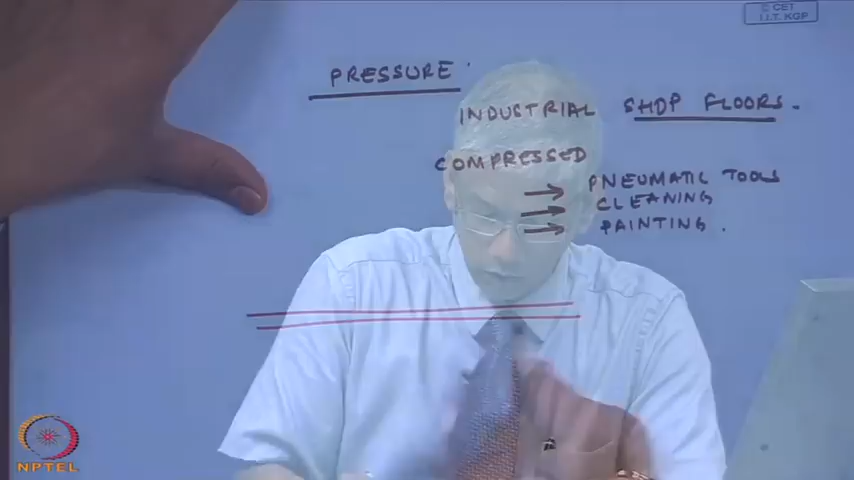 © CET
I.I.T. KGP
PRESSURE.
INDUSTRIAL SHOP FLOORS.
COMPRESSED
→ PNEUMATIC TOOLS
→ CLEANING
→ PAINTING.
NPTEL